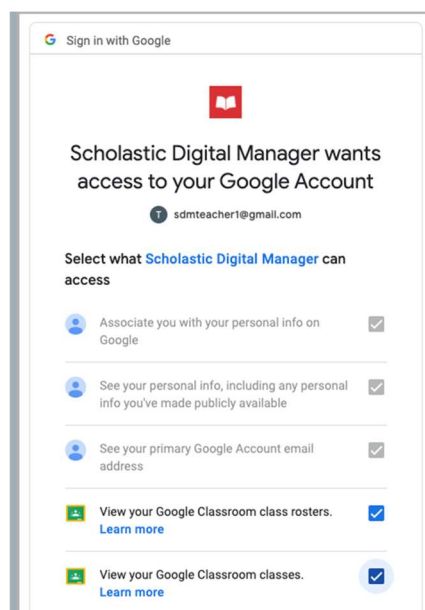 Sign in with Google
Scholastic Digital Manager wants
access to your Google Account
T sdmteacher1@gmail.com
Select what Scholastic Digital Manager can
access
Associate you with your personal info on
Google
See your personal info, including any personal
info you've made publicly available
See your primary Google Account email
address
View your Google Classroom class rosters.
Learn more
View your Google Classroom classes.
Learn more